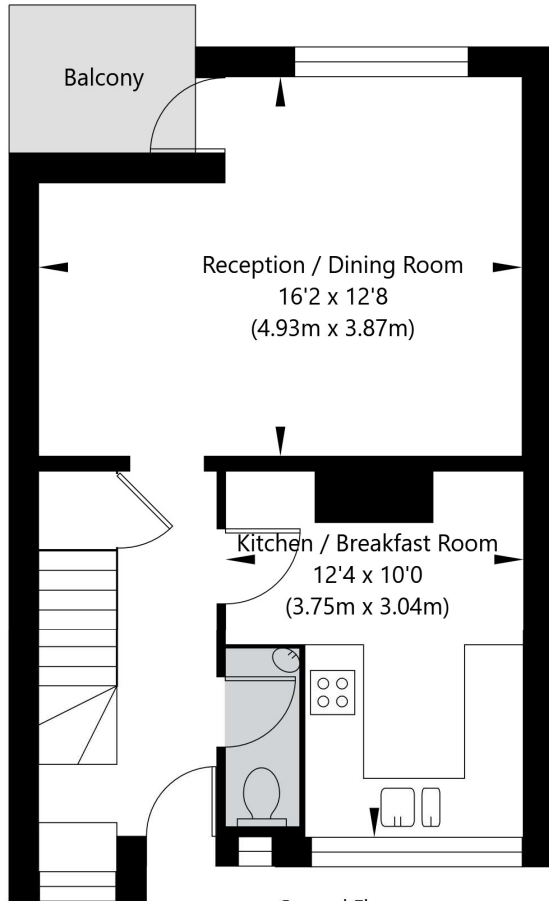 Balcony
Reception / Dining Room
16'2 x 12'8
(4.93m x 3.87m)
Kitchen / Breakfast Room
12'4 x 10'0
(3.75m x 3.04m)